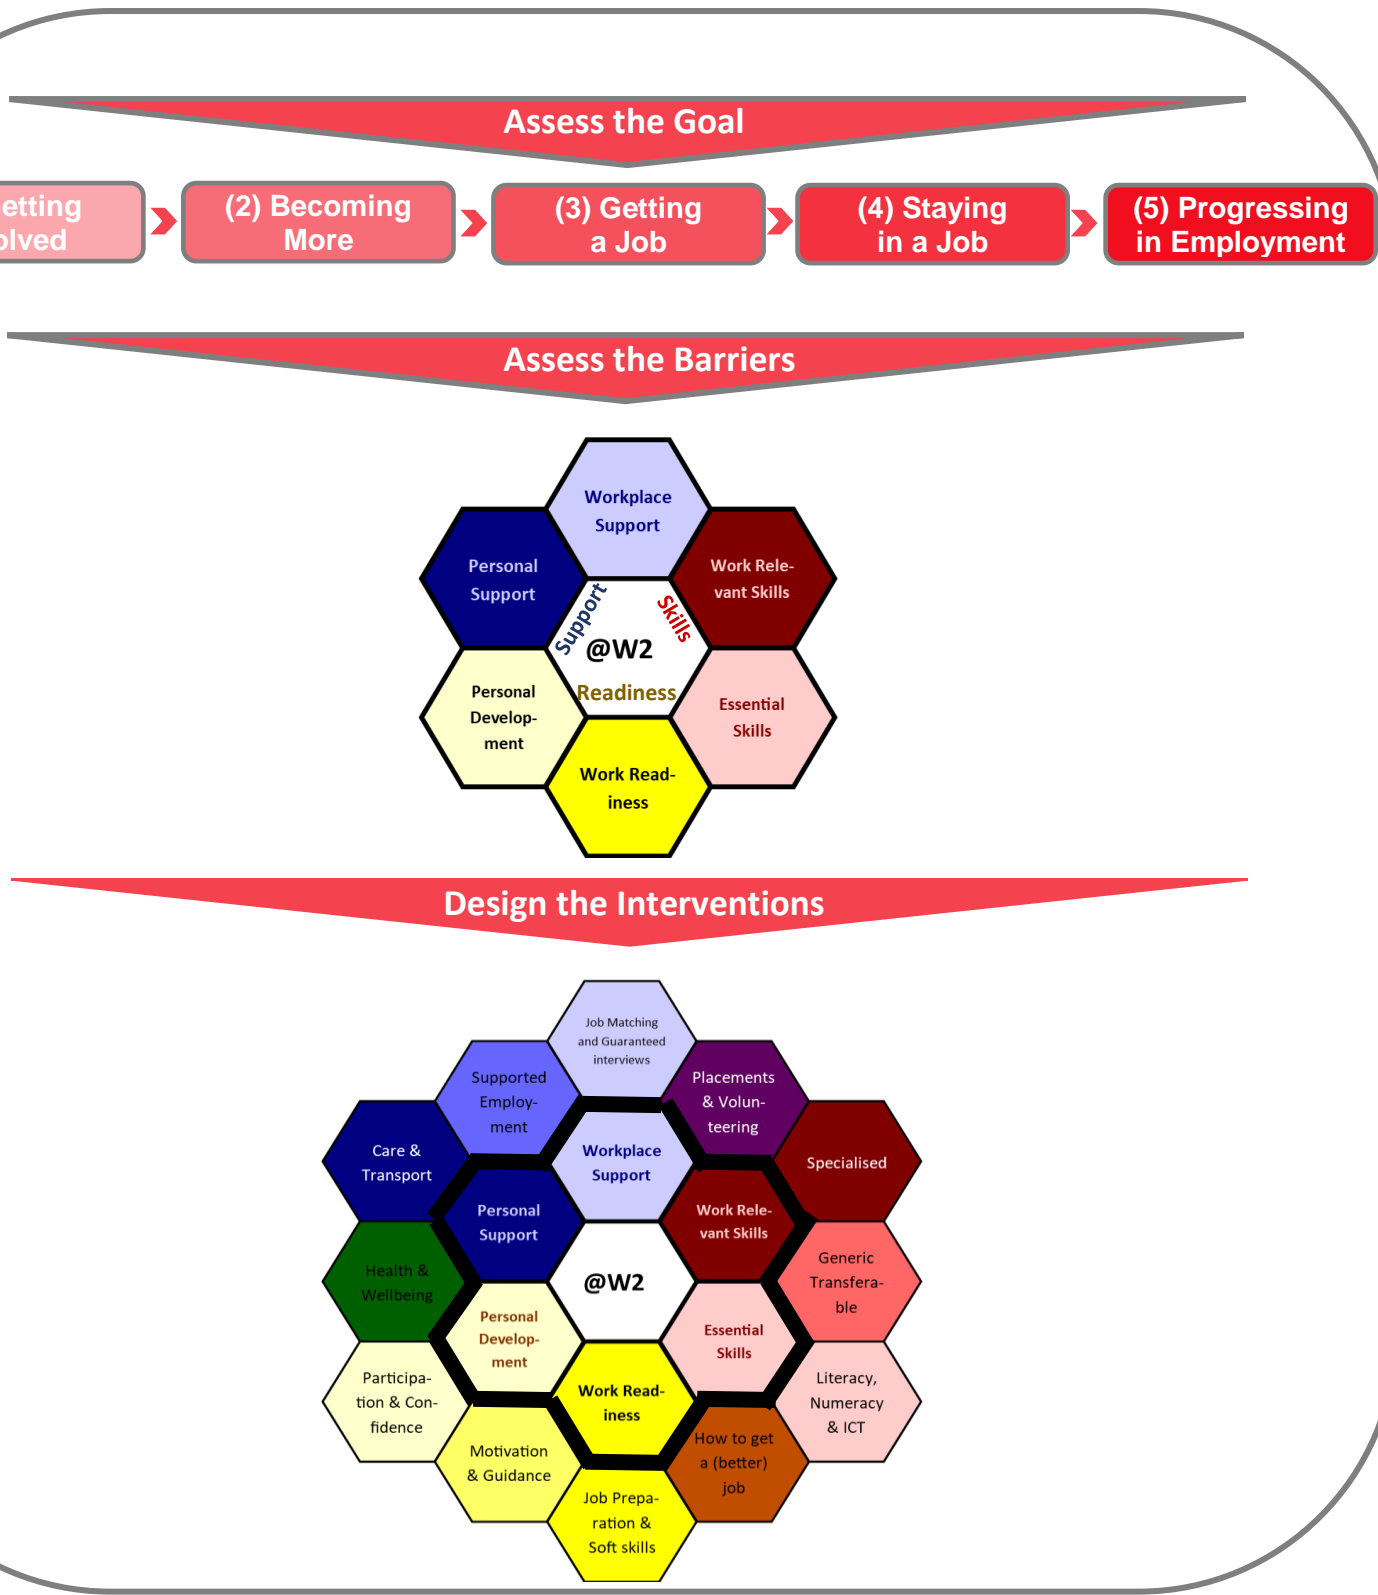 Assess the Goal
etting
olved
(2) Becoming
More
(3) Getting
a Job
(4) Staying
in a Job
(5) Progressing
in Employment
Assess the Barriers
Workplace
Support
Personal
Support
Work Rele-
vant Skills
Support
Skills
@W2
Readiness
Personal
Develop-
ment
Essential
Skills
Work Read-
iness
Design the Interventions
Job Matching
and Guaranteed
interviews
Supported
Employ-
ment
Placements
& Volun-
teering
Care &
Transport
Workplace
Support
Specialised
Personal
Support
Work Rele-
vant Skills
Health &
Wellbeing
@W2
Generic
Transfera-
ble
Personal
Develop-
ment
Essential
Skills
Participa-
tion & Con-
fidence
Work Read-
iness
Literacy,
Numeracy
& ICT
Motivation
& Guidance
How to get
a (better)
job
Job Prepa-
ration &
Soft skills